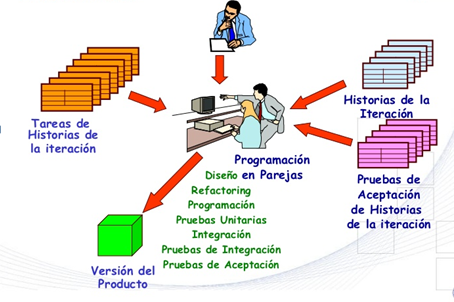 Tareas de
Historias de
la iteración
Historias de la
Iteración
Programación
en Parejas
Diseño
Refactoring
Programación
Pruebas Unitarias
Integración
Pruebas de Integración
Pruebas de Aceptación
Pruebas de
Aceptación
de Historias
de la iteración
Versión del
Producto